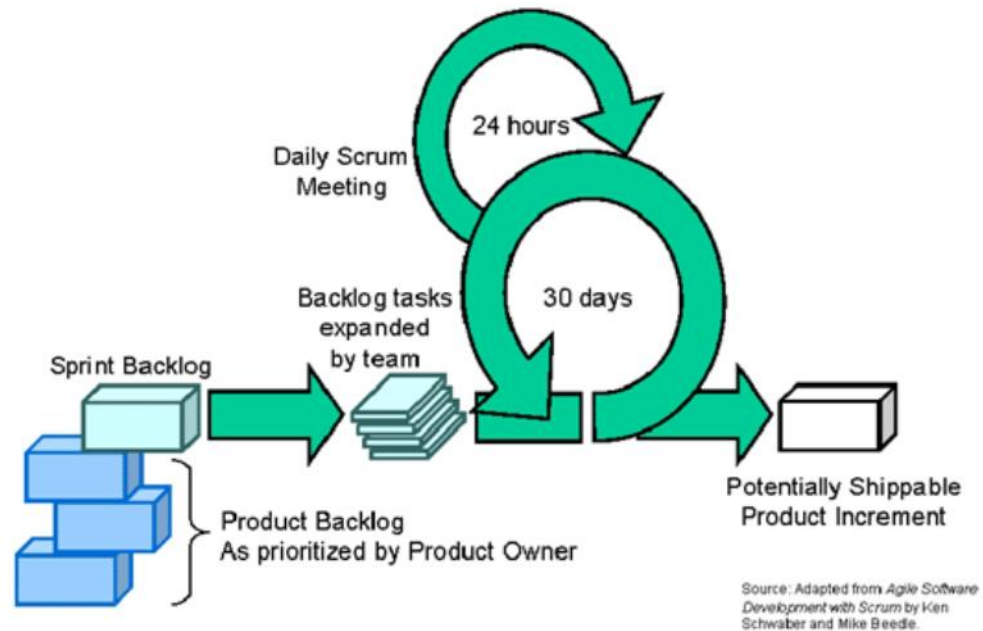 24 hours
Daily Scrum
Meeting
Backlog tasks
expanded
by team
30 days
Sprint Backlog
Product Backlog
As prioritized by Product Owner
Potentially Shippable
Product Increment
Source: Adapted from Agile Software
Development with Scrum by Ken
Schwaber and Mike Beedle.